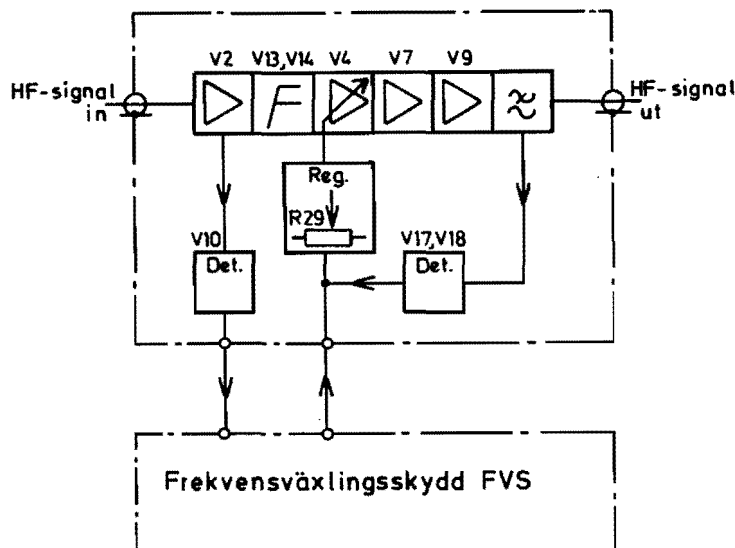 V2 V13,V14 V4 V7 V9
HF-signal
in
F
HF-signal
ut
Reg.
R29
V10
Det.
V17,V18
Det.
Frekvensväxlingsskydd FVS